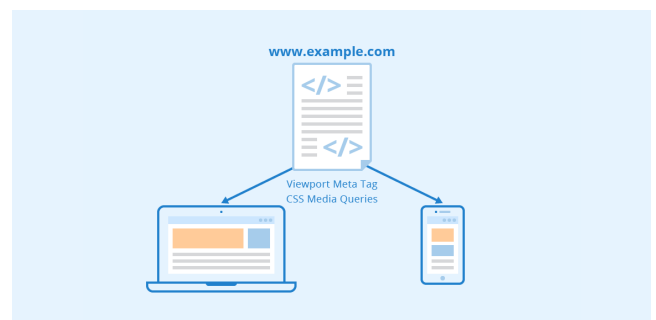 www.example.com
</>
</>
Viewport Meta Tag
CSS Media Queries